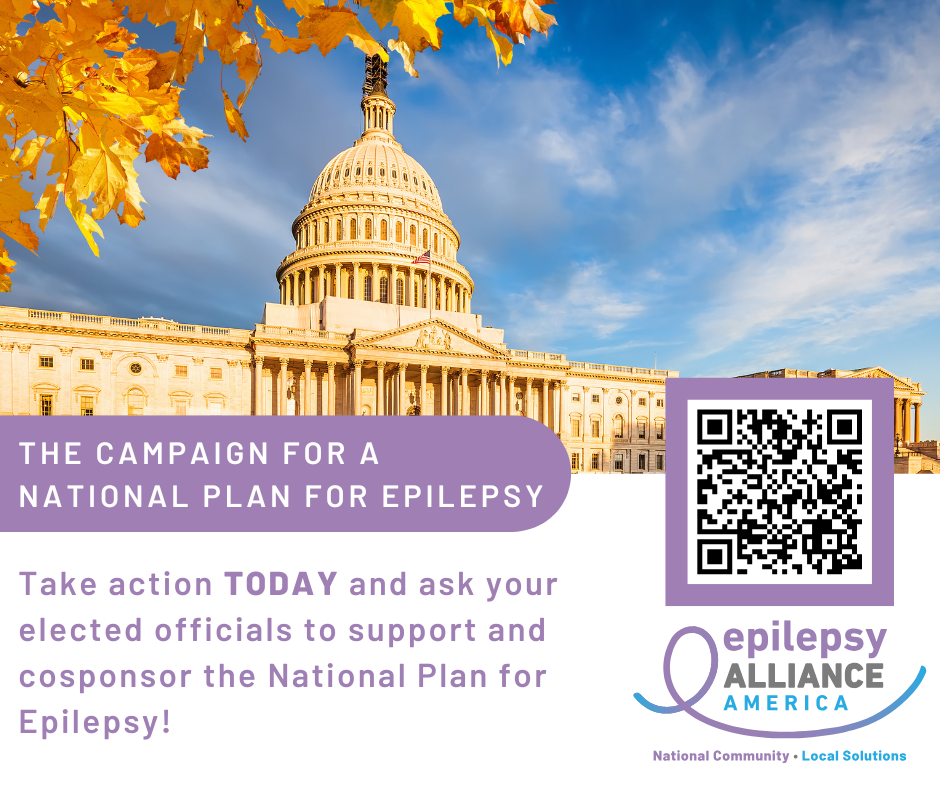 THE CAMPAIGN FOR A
NATIONAL PLAN FOR EPILEPSY
Take action TODAY and ask your
elected officials to support and
cosponsor the National Plan for
Epilepsy!
epilepsy
ALLIANCE
AMERICA
National Community • Local Solutions